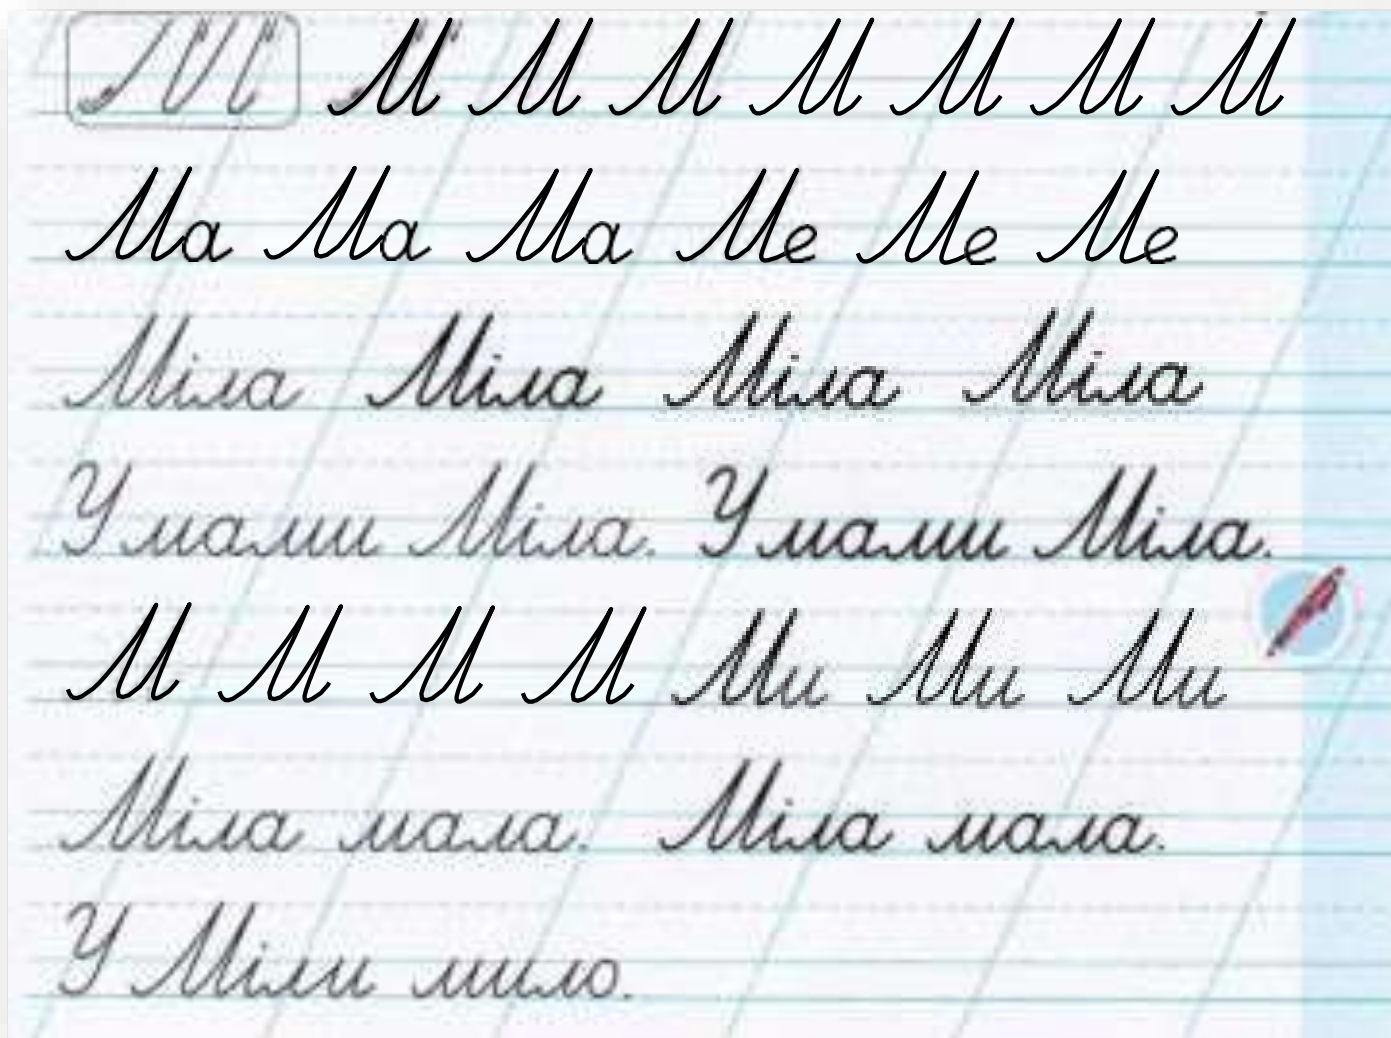 М М М М М М М М
Ма Ма Ма Ме Ме Ме
Міла Міла Міла Міла
У мами Міла. У мами Міла.
М М М М Ми Ми Ми
Міла мала. Міла мала.
У Міли мило.